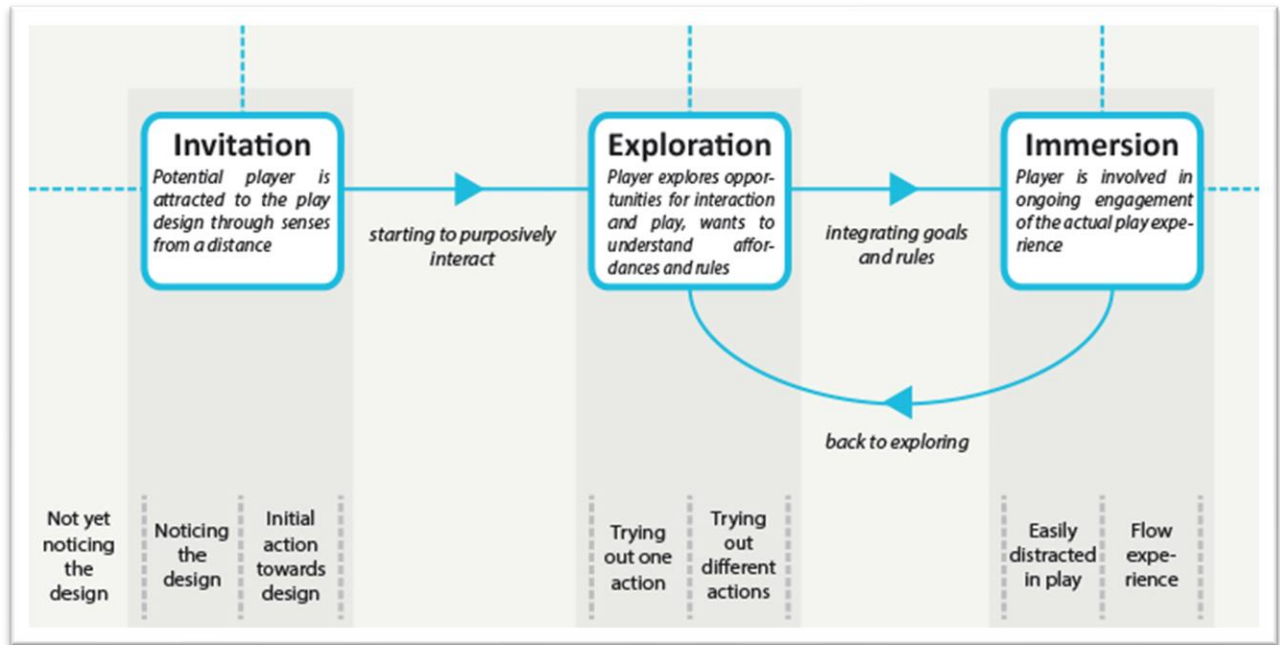 Invitation
Potential player is
attracted to the play
design through senses
from a distance
starting to purposively
interact
Exploration
Player explores oppor-
tunities for interaction
and play, wants to
understand affor-
dances and rules
integrating goals
and rules
Immersion
Player is involved in
ongoing engagement
of the actual play expe-
rience
back to exploring
Not yet
noticing
the
design
Noticing
the
design
Initial
action
towards
design
Trying
out one
action
Trying
out
different
actions
Easily
distracted
in play
Flow
expe-
rience